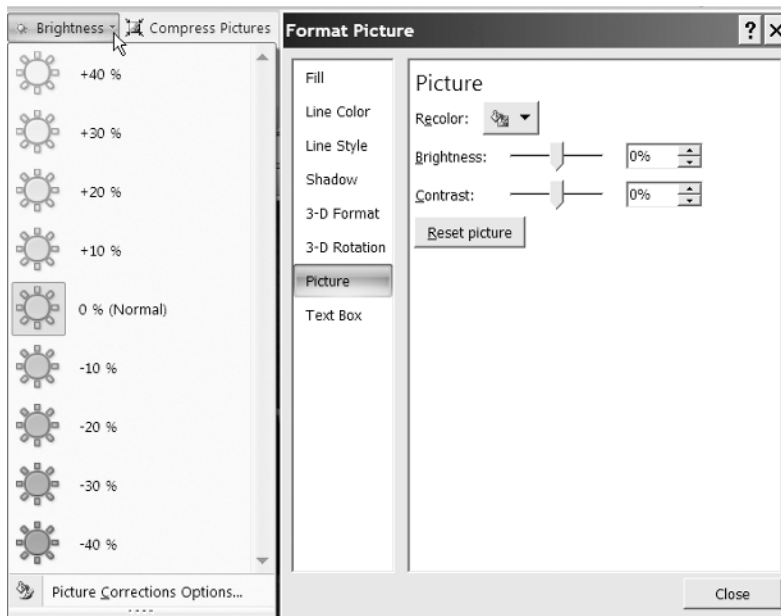 Brightness
Compress Pictures
+40 %
+30 %
+20 %
+10 %
0 % (Normal)
-10 %
-20 %
-30 %
-40 %
Picture Corrections Options...
Format Picture
?
Fill
Line Color
Line Style
Shadow
3-D Format
3-D Rotation
Picture
Text Box
Picture
Recolor:
Brightness: 0%
Contrast: 0%
Reset picture
Close